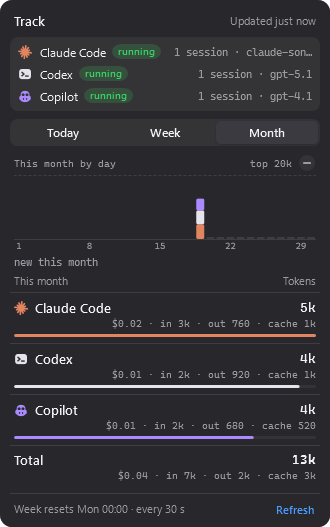 Track Updated just now
Claude Code running 1 session · claude-son…
Codex running 1 session · gpt-5.1
Copilot running 1 session · gpt-4.1
Today Week Month
This month by day top 20k
1 8 15 22 29
new this month
This month Tokens
Claude Code 5k
$0.02 · in 3k · out 760 · cache 1k
Codex 4k
$0.01 · in 2k · out 920 · cache 1k
Copilot 4k
$0.01 · in 2k · out 680 · cache 520
Total 13k
$0.04 · in 7k · out 2k · cache 3k
Week resets Mon 00:00 · every 30 s Refresh